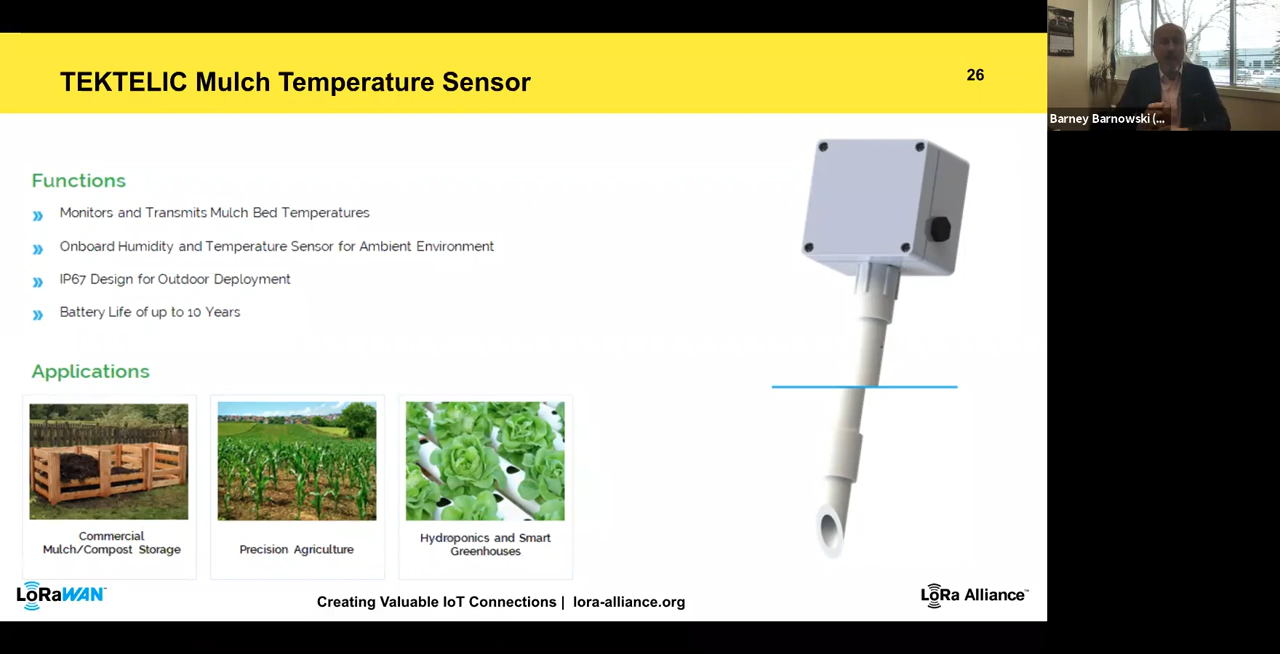 TEKTELIC Mulch Temperature Sensor
26
Barney Barnowski (...
Functions
Monitors and Transmits Mulch Bed Temperatures
Onboard Humidity and Temperature Sensor for Ambient Environment
IP67 Design for Outdoor Deployment
Battery Life of up to 10 Years
Applications
Commercial
Mulch/Compost Storage
Precision Agriculture
Hydroponics and Smart
Greenhouses
LoRaWAN™
Creating Valuable IoT Connections | lora-alliance.org
LoRa Alliance™